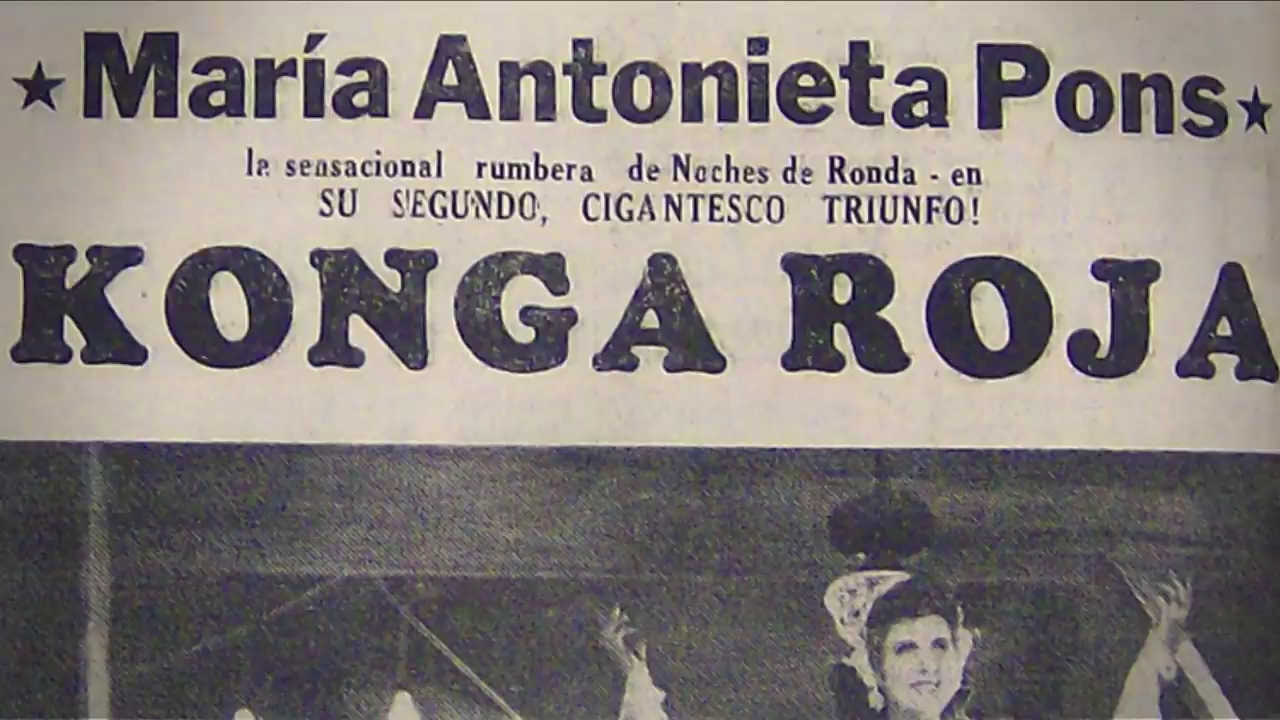 ★ María Antonieta Pons ★
la sensacional rumbera de Noches de Ronda - en
SU SEGUNDO, CIGANTESCO TRIUNFO!
KONGA ROJA